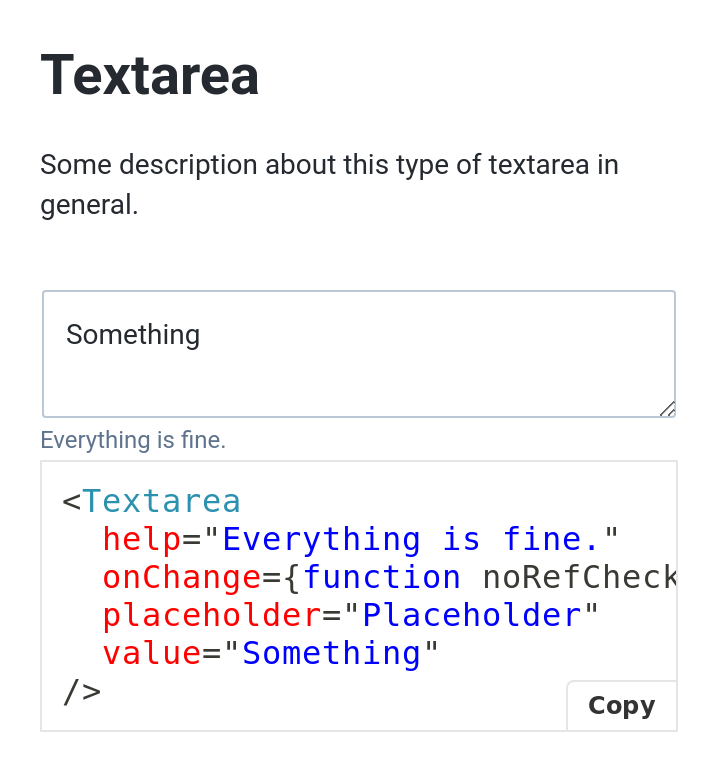 Textarea
Some description about this type of textarea in
general.
Something
Everything is fine.
<Textarea
  help="Everything is fine."
  onChange={function noRefCheck
  placeholder="Placeholder"
  value="Something"
/>
Copy